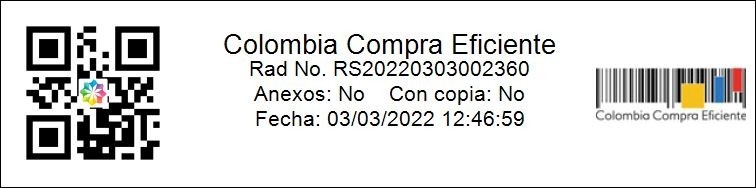 Colombia Compra Eficiente
Rad No. RS20220303002360
Anexos: No    Con copia: No
Fecha: 03/03/2022 12:46:59
Colombia Compra Eficiente